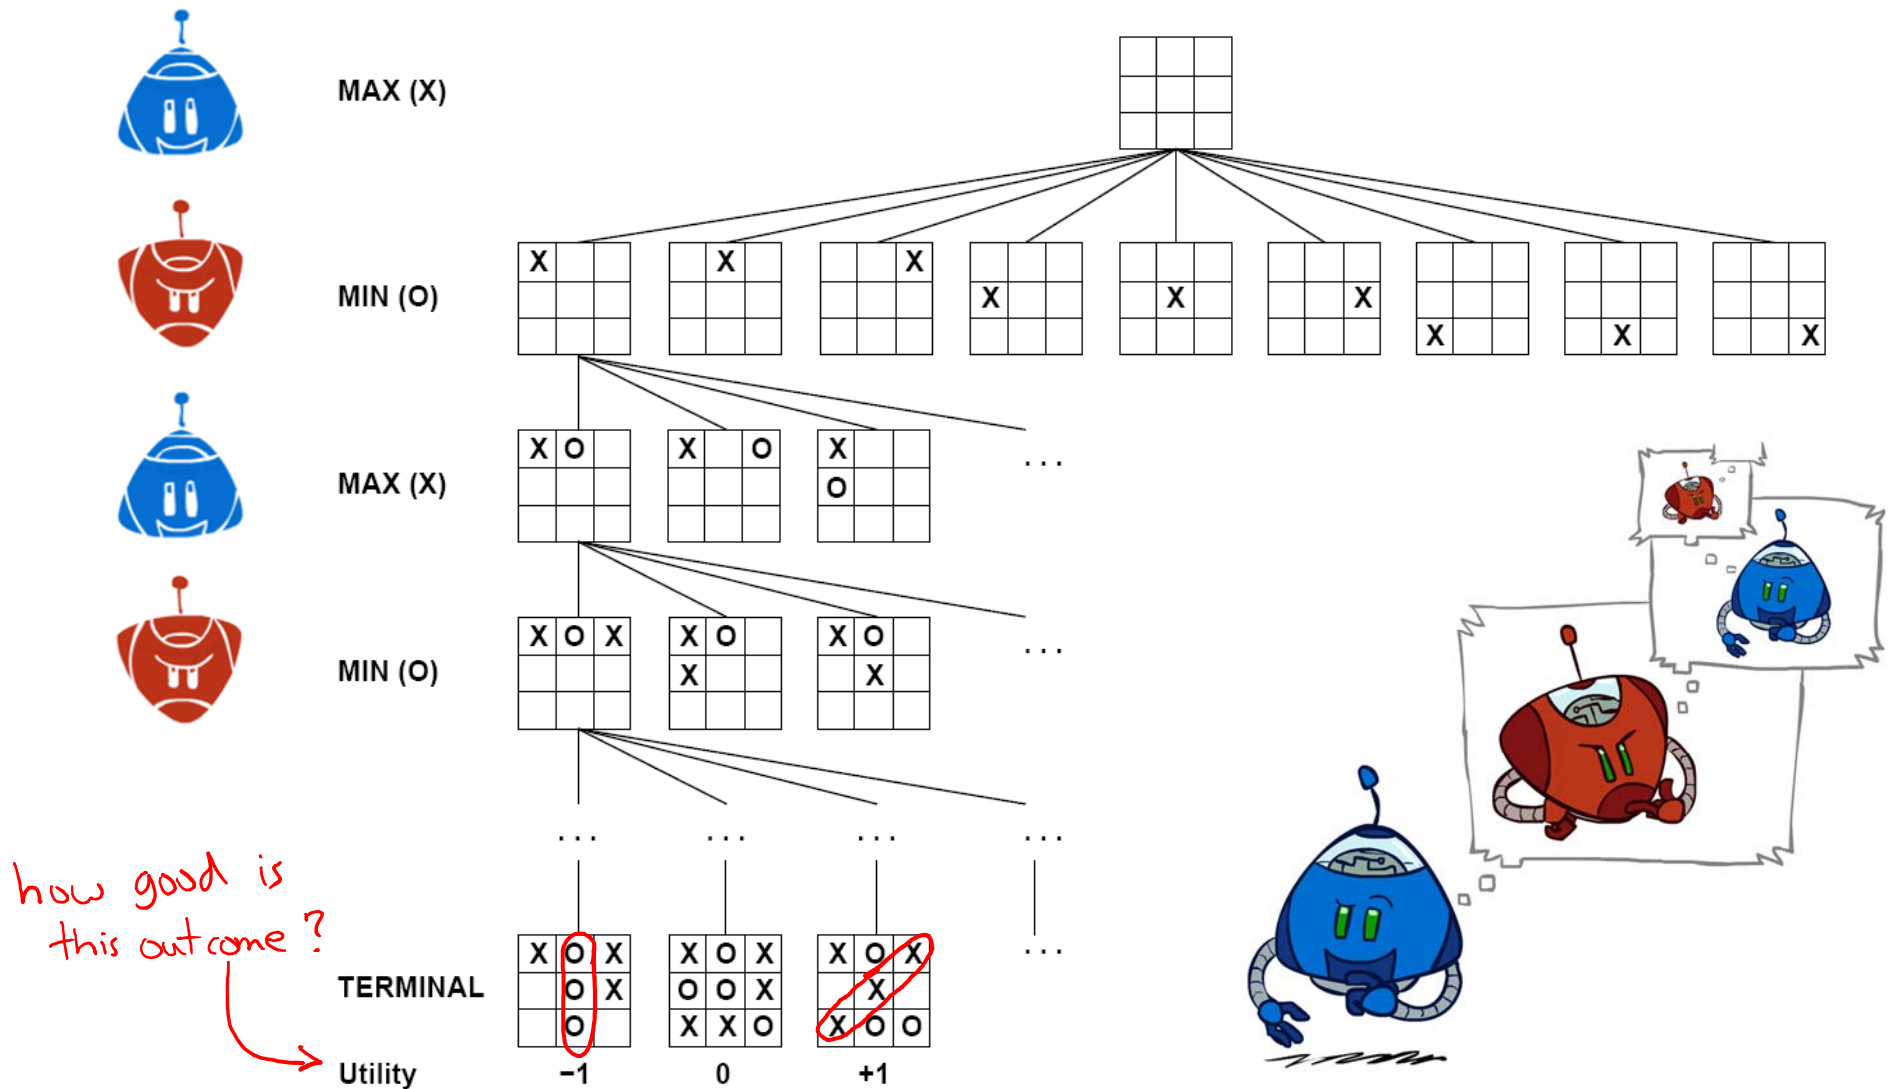 MAX (X)
X X X X X X X X X
MIN (O)
X O X O X
MAX (X)
...
O
X O X X O X O
MIN (O)
...
X X
... ... ... ...
how good is
this outcome?
X O X X O X X O X
...
TERMINAL
O X O O X X
O X X O X O O
Utility
−1 0 +1